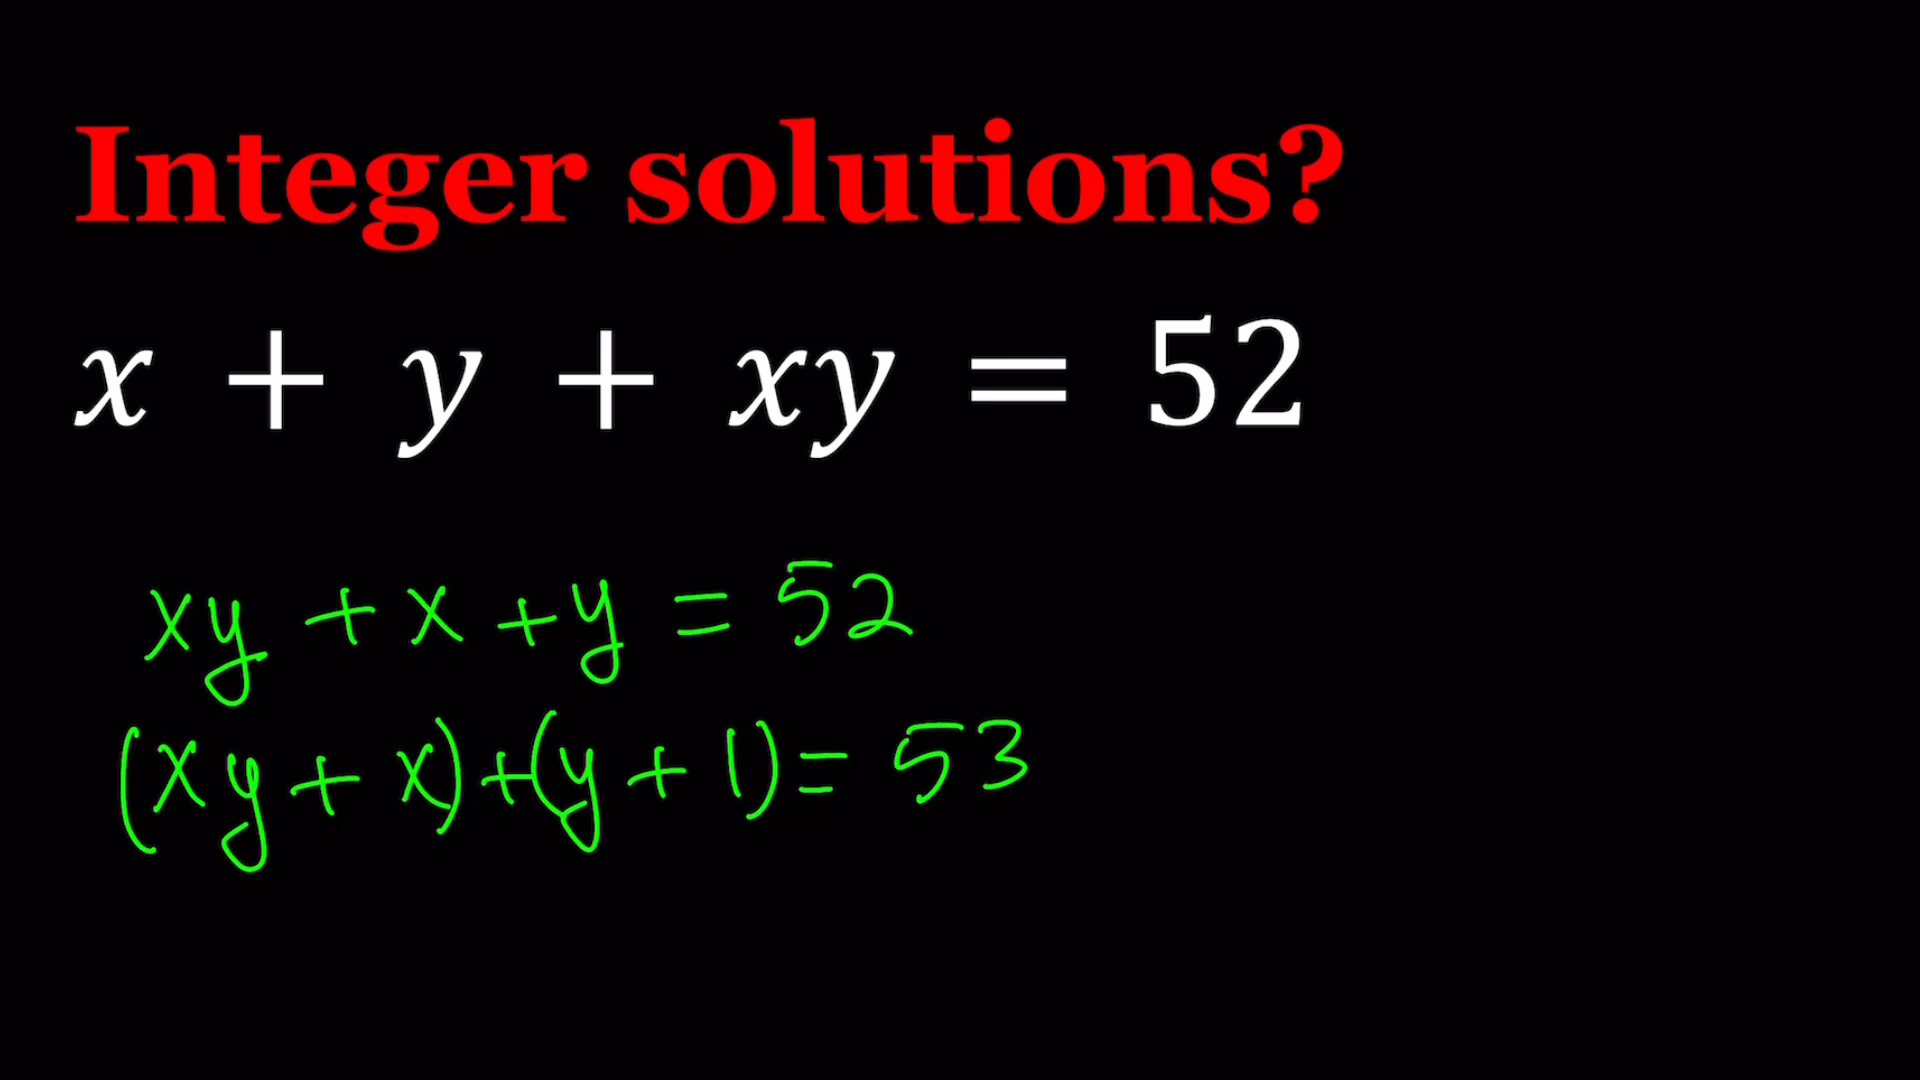 Integer solutions?
x + y + xy = 52
xy + x + y = 52
(xy + x) + (y + 1) = 53